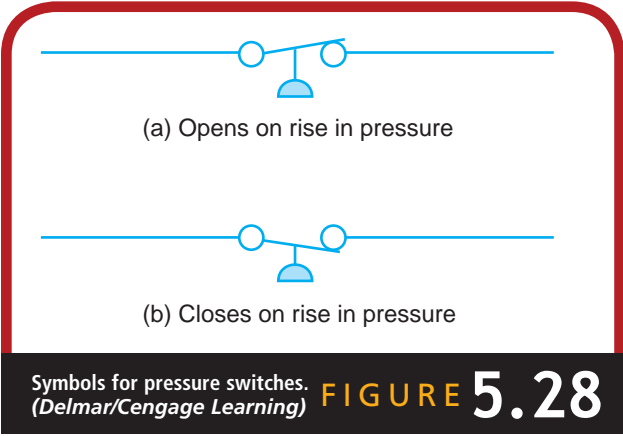 (a) Opens on rise in pressure
(b) Closes on rise in pressure
Symbols for pressure switches.
(Delmar/Cengage Learning)
FIGURE 5.28